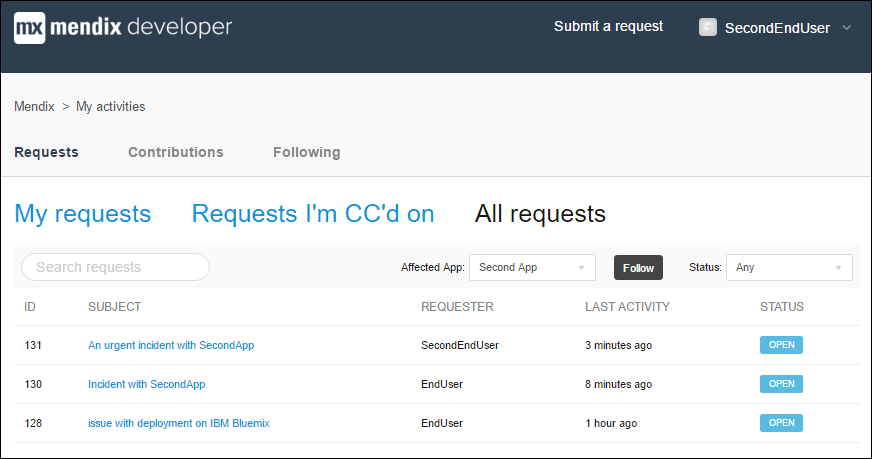 mx mendix developer Submit a request SecondEndUser
Mendix > My activities
Requests Contributions Following
My requests Requests I'm CC'd on All requests
Search requests Affected App: Second App Follow Status: Any
ID SUBJECT REQUESTER LAST ACTIVITY STATUS
131 An urgent incident with SecondApp SecondEndUser 3 minutes ago OPEN
130 Incident with SecondApp EndUser 8 minutes ago OPEN
128 issue with deployment on IBM Bluemix EndUser 1 hour ago OPEN